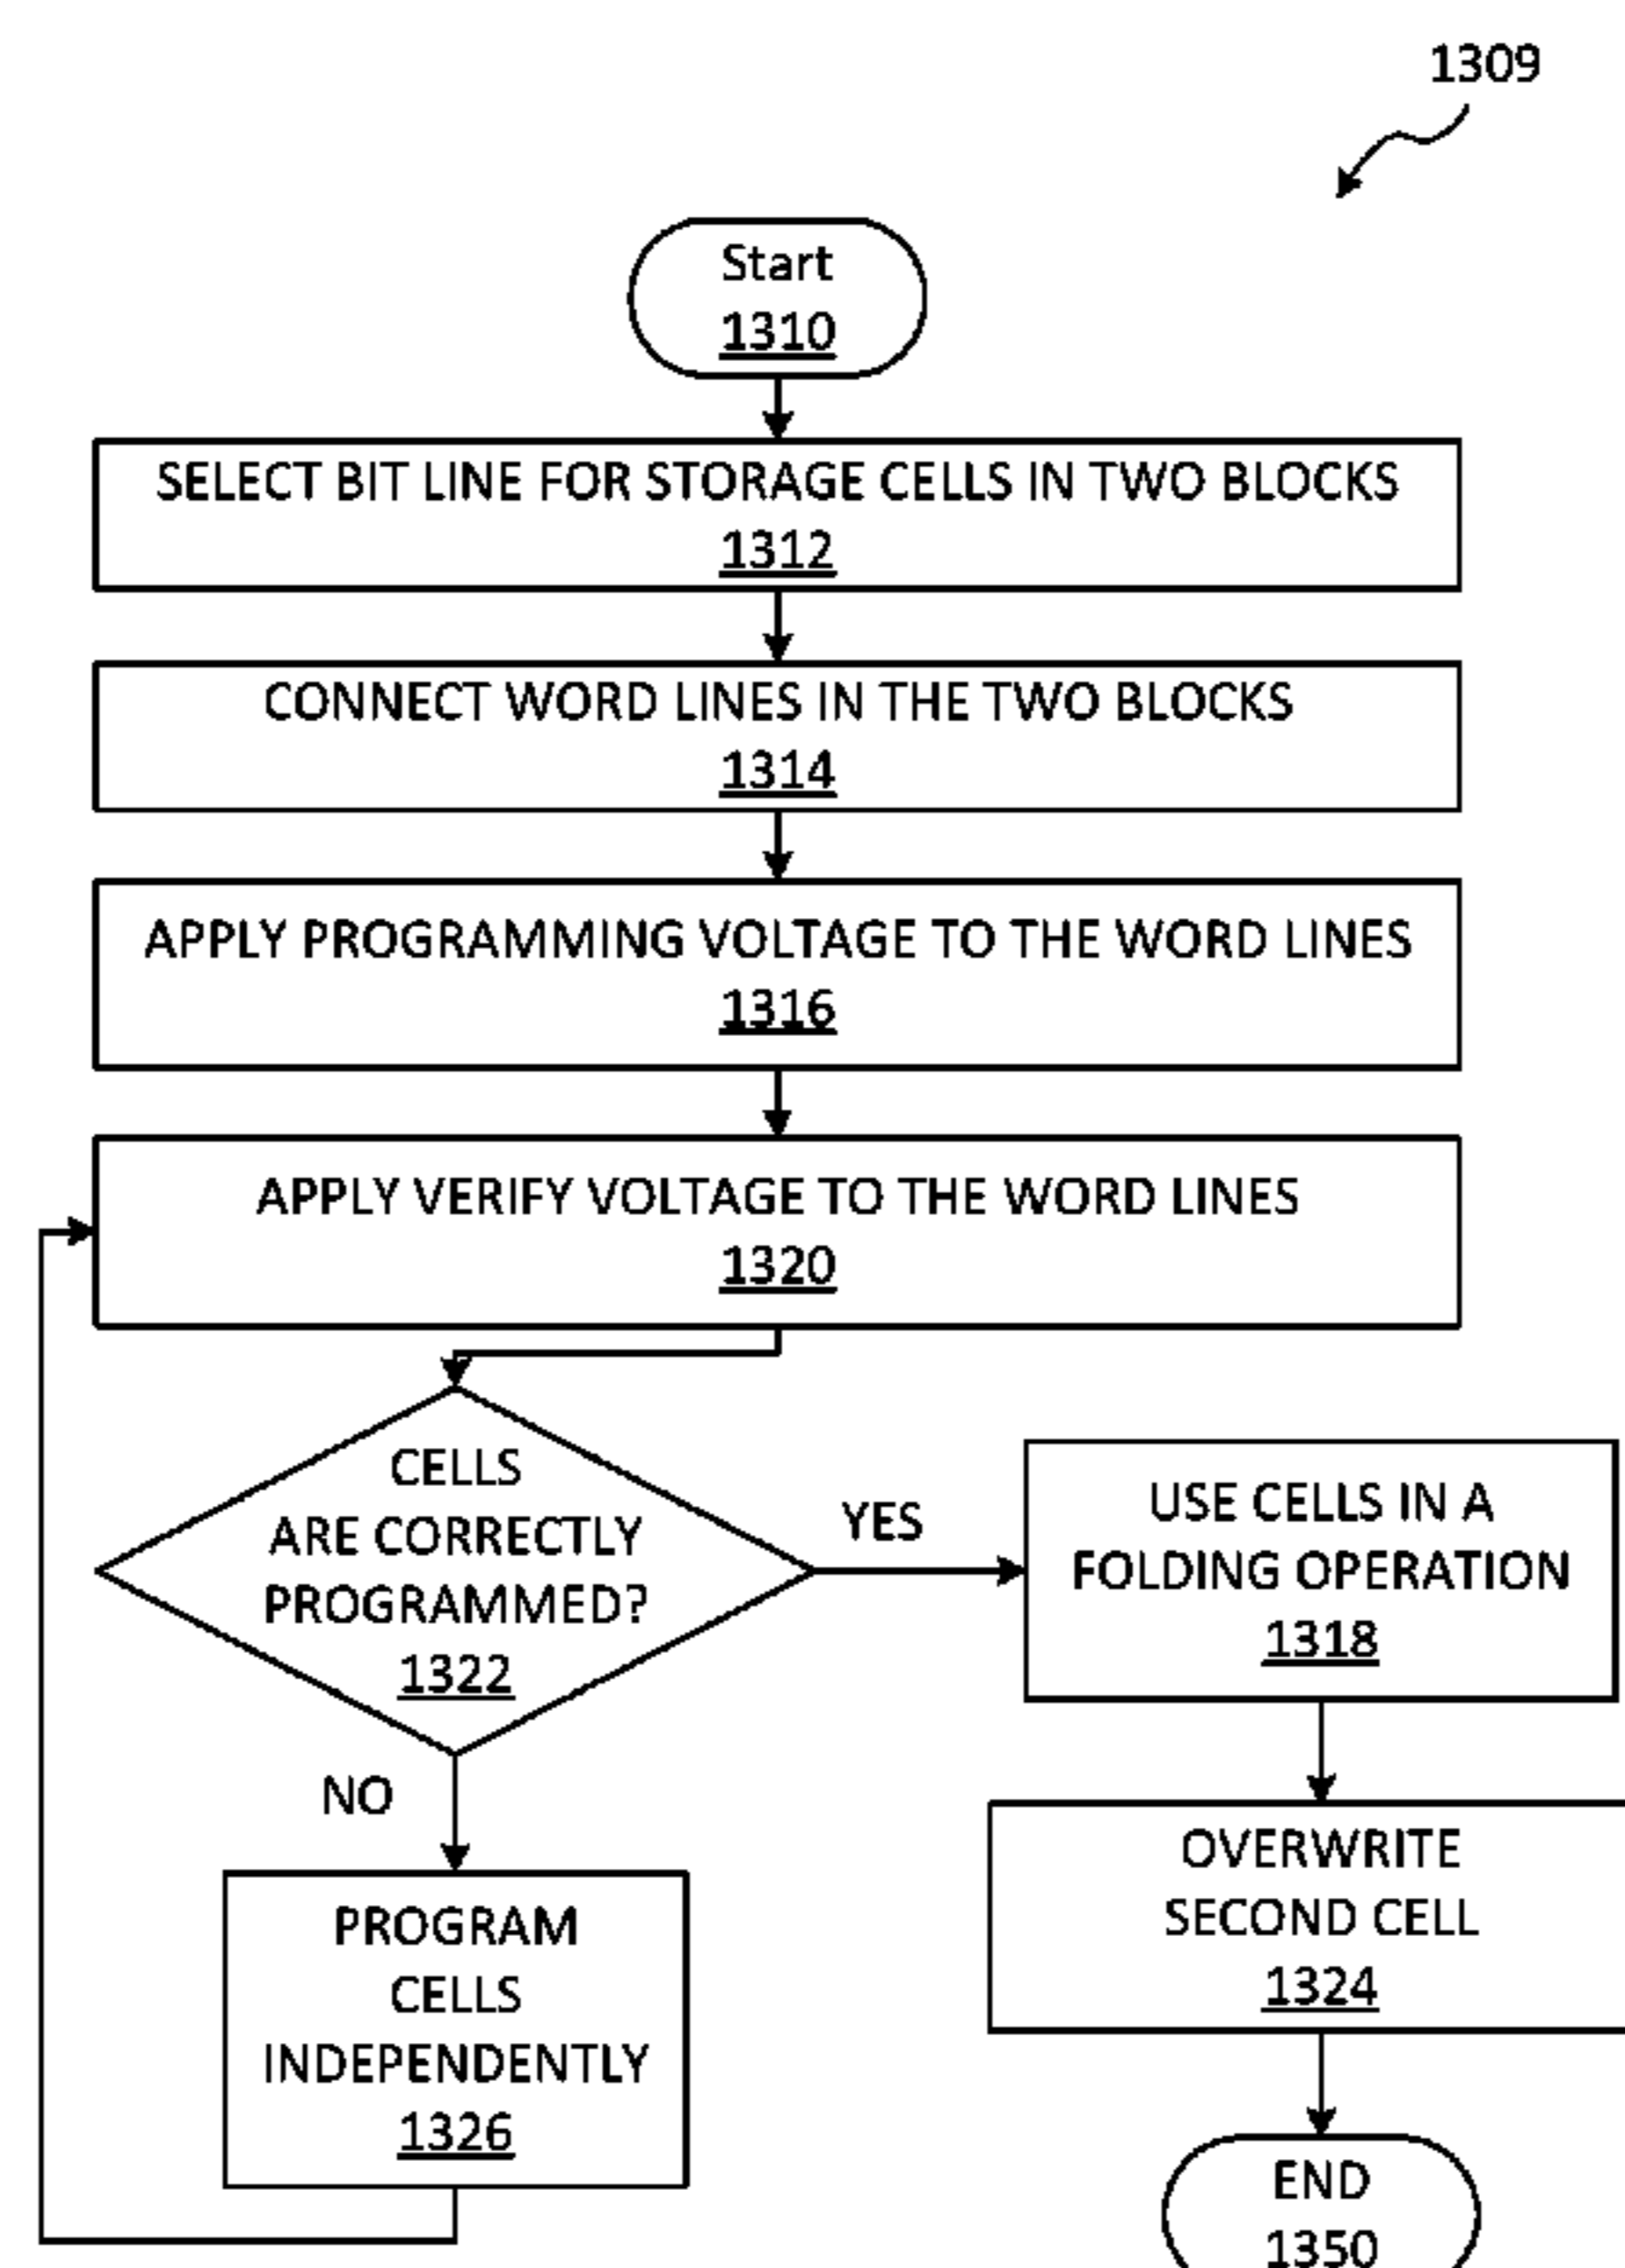 1309
Start
1310
SELECT BIT LINE FOR STORAGE CELLS IN TWO BLOCKS
1312
CONNECT WORD LINES IN THE TWO BLOCKS
1314
APPLY PROGRAMMING VOLTAGE TO THE WORD LINES
1316
APPLY VERIFY VOLTAGE TO THE WORD LINES
1320
CELLS
ARE CORRECTLY
PROGRAMMED?
1322
YES
USE CELLS IN A
FOLDING OPERATION
1318
NO
PROGRAM
CELLS
INDEPENDENTLY
1326
OVERWRITE
SECOND CELL
1324
END
1350